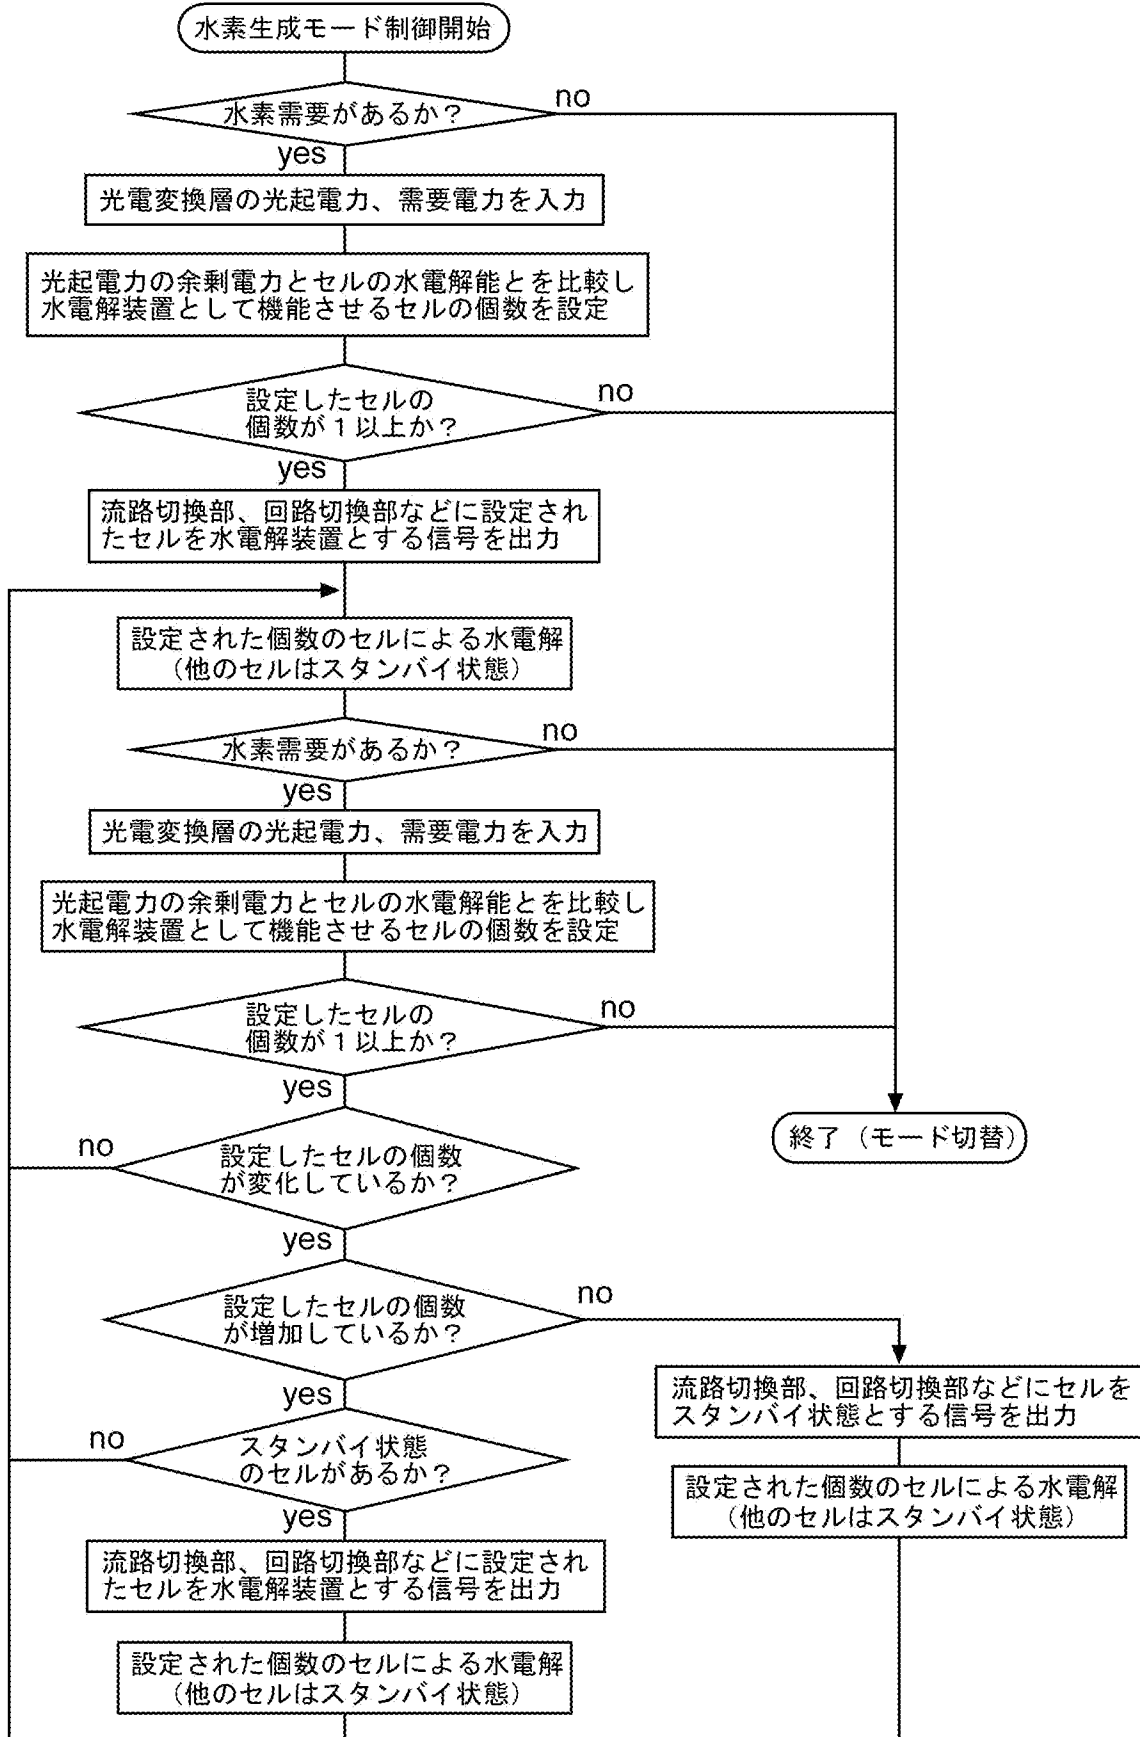 水素生成モード制御開始
水素需要があるか？
no
yes
光電変換層の光起電力、需要電力を入力
光起電力の余剰電力とセルの水電解能とを比較し
水電解装置として機能させるセルの個数を設定
設定したセルの
個数が１以上か？
no
yes
流路切換部、回路切換部などに設定され
たセルを水電解装置とする信号を出力
設定された個数のセルによる水電解
（他のセルはスタンバイ状態）
水素需要があるか？
no
yes
光電変換層の光起電力、需要電力を入力
光起電力の余剰電力とセルの水電解能とを比較し
水電解装置として機能させるセルの個数を設定
設定したセルの
個数が１以上か？
no
yes
終了（モード切替）
設定したセルの個数
が変化しているか？
no
yes
設定したセルの個数
が増加しているか？
no
yes
流路切換部、回路切換部などにセルを
スタンバイ状態とする信号を出力
設定された個数のセルによる水電解
（他のセルはスタンバイ状態）
スタンバイ状態
のセルがあるか？
no
yes
流路切換部、回路切換部などに設定され
たセルを水電解装置とする信号を出力
設定された個数のセルによる水電解
（他のセルはスタンバイ状態）